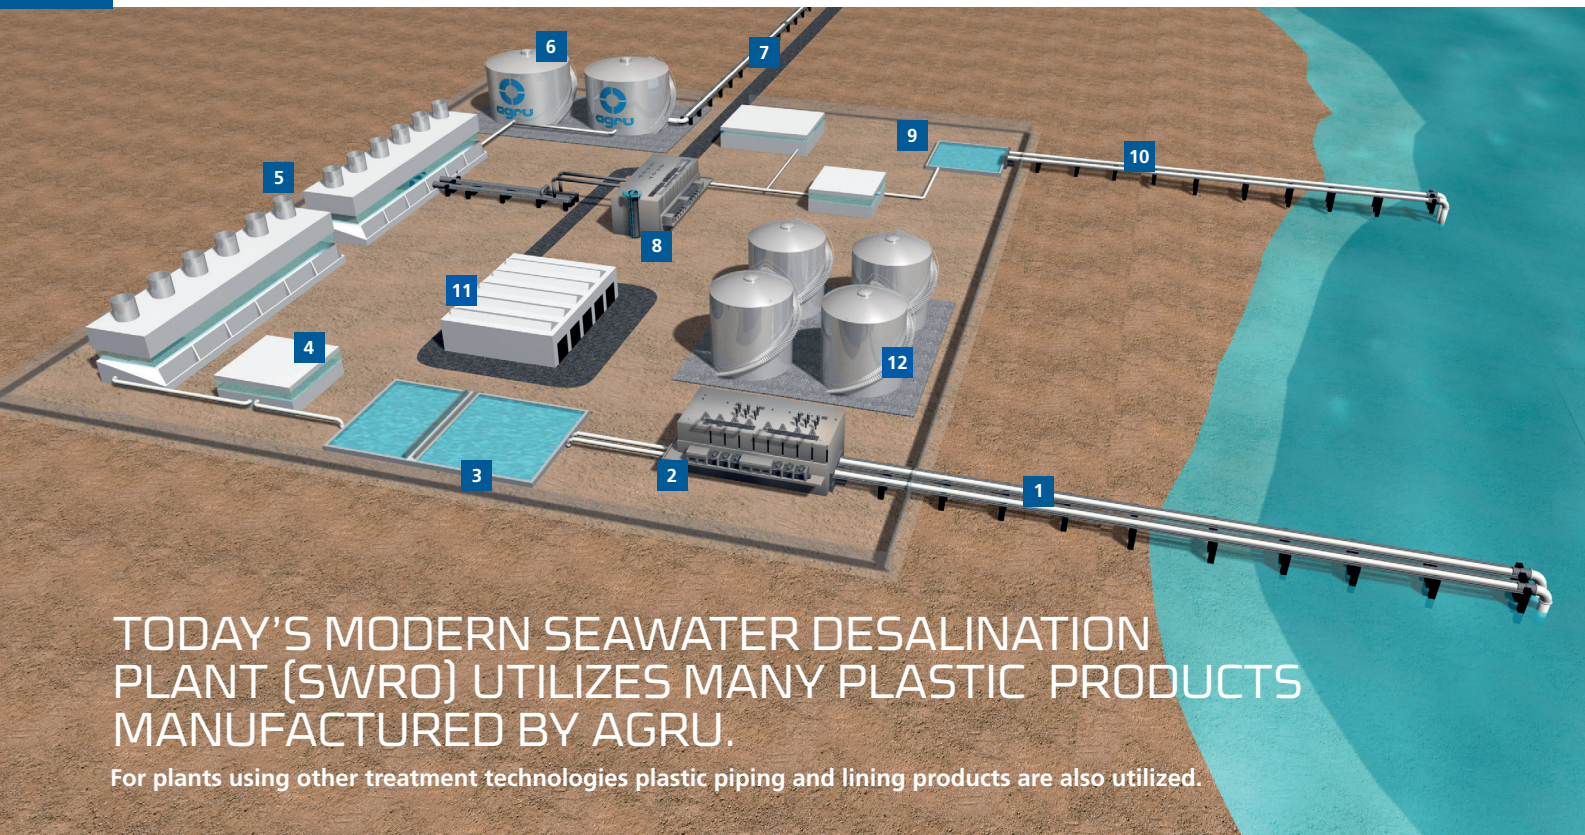 6
7
9
10
5
8
11
4
12
3
2
1
agru
agru
TODAY'S MODERN SEAWATER DESALINATION
PLANT (SWRO) UTILIZES MANY PLASTIC PRODUCTS
MANUFACTURED BY AGRU.
For plants using other treatment technologies plastic piping and lining products are also utilized.